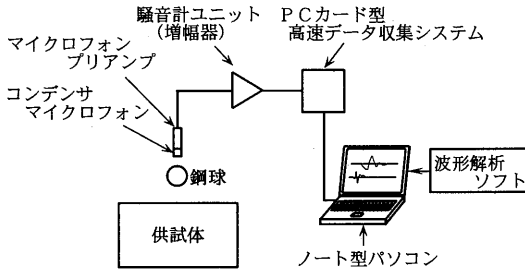 騒音計ユニット
（増幅器）
ＰＣカード型
高速データ収集システム
マイクロフォン
プリアンプ
コンデンサ
マイクロフォン
鋼球
供試体
波形解析
ソフト
ノート型パソコン